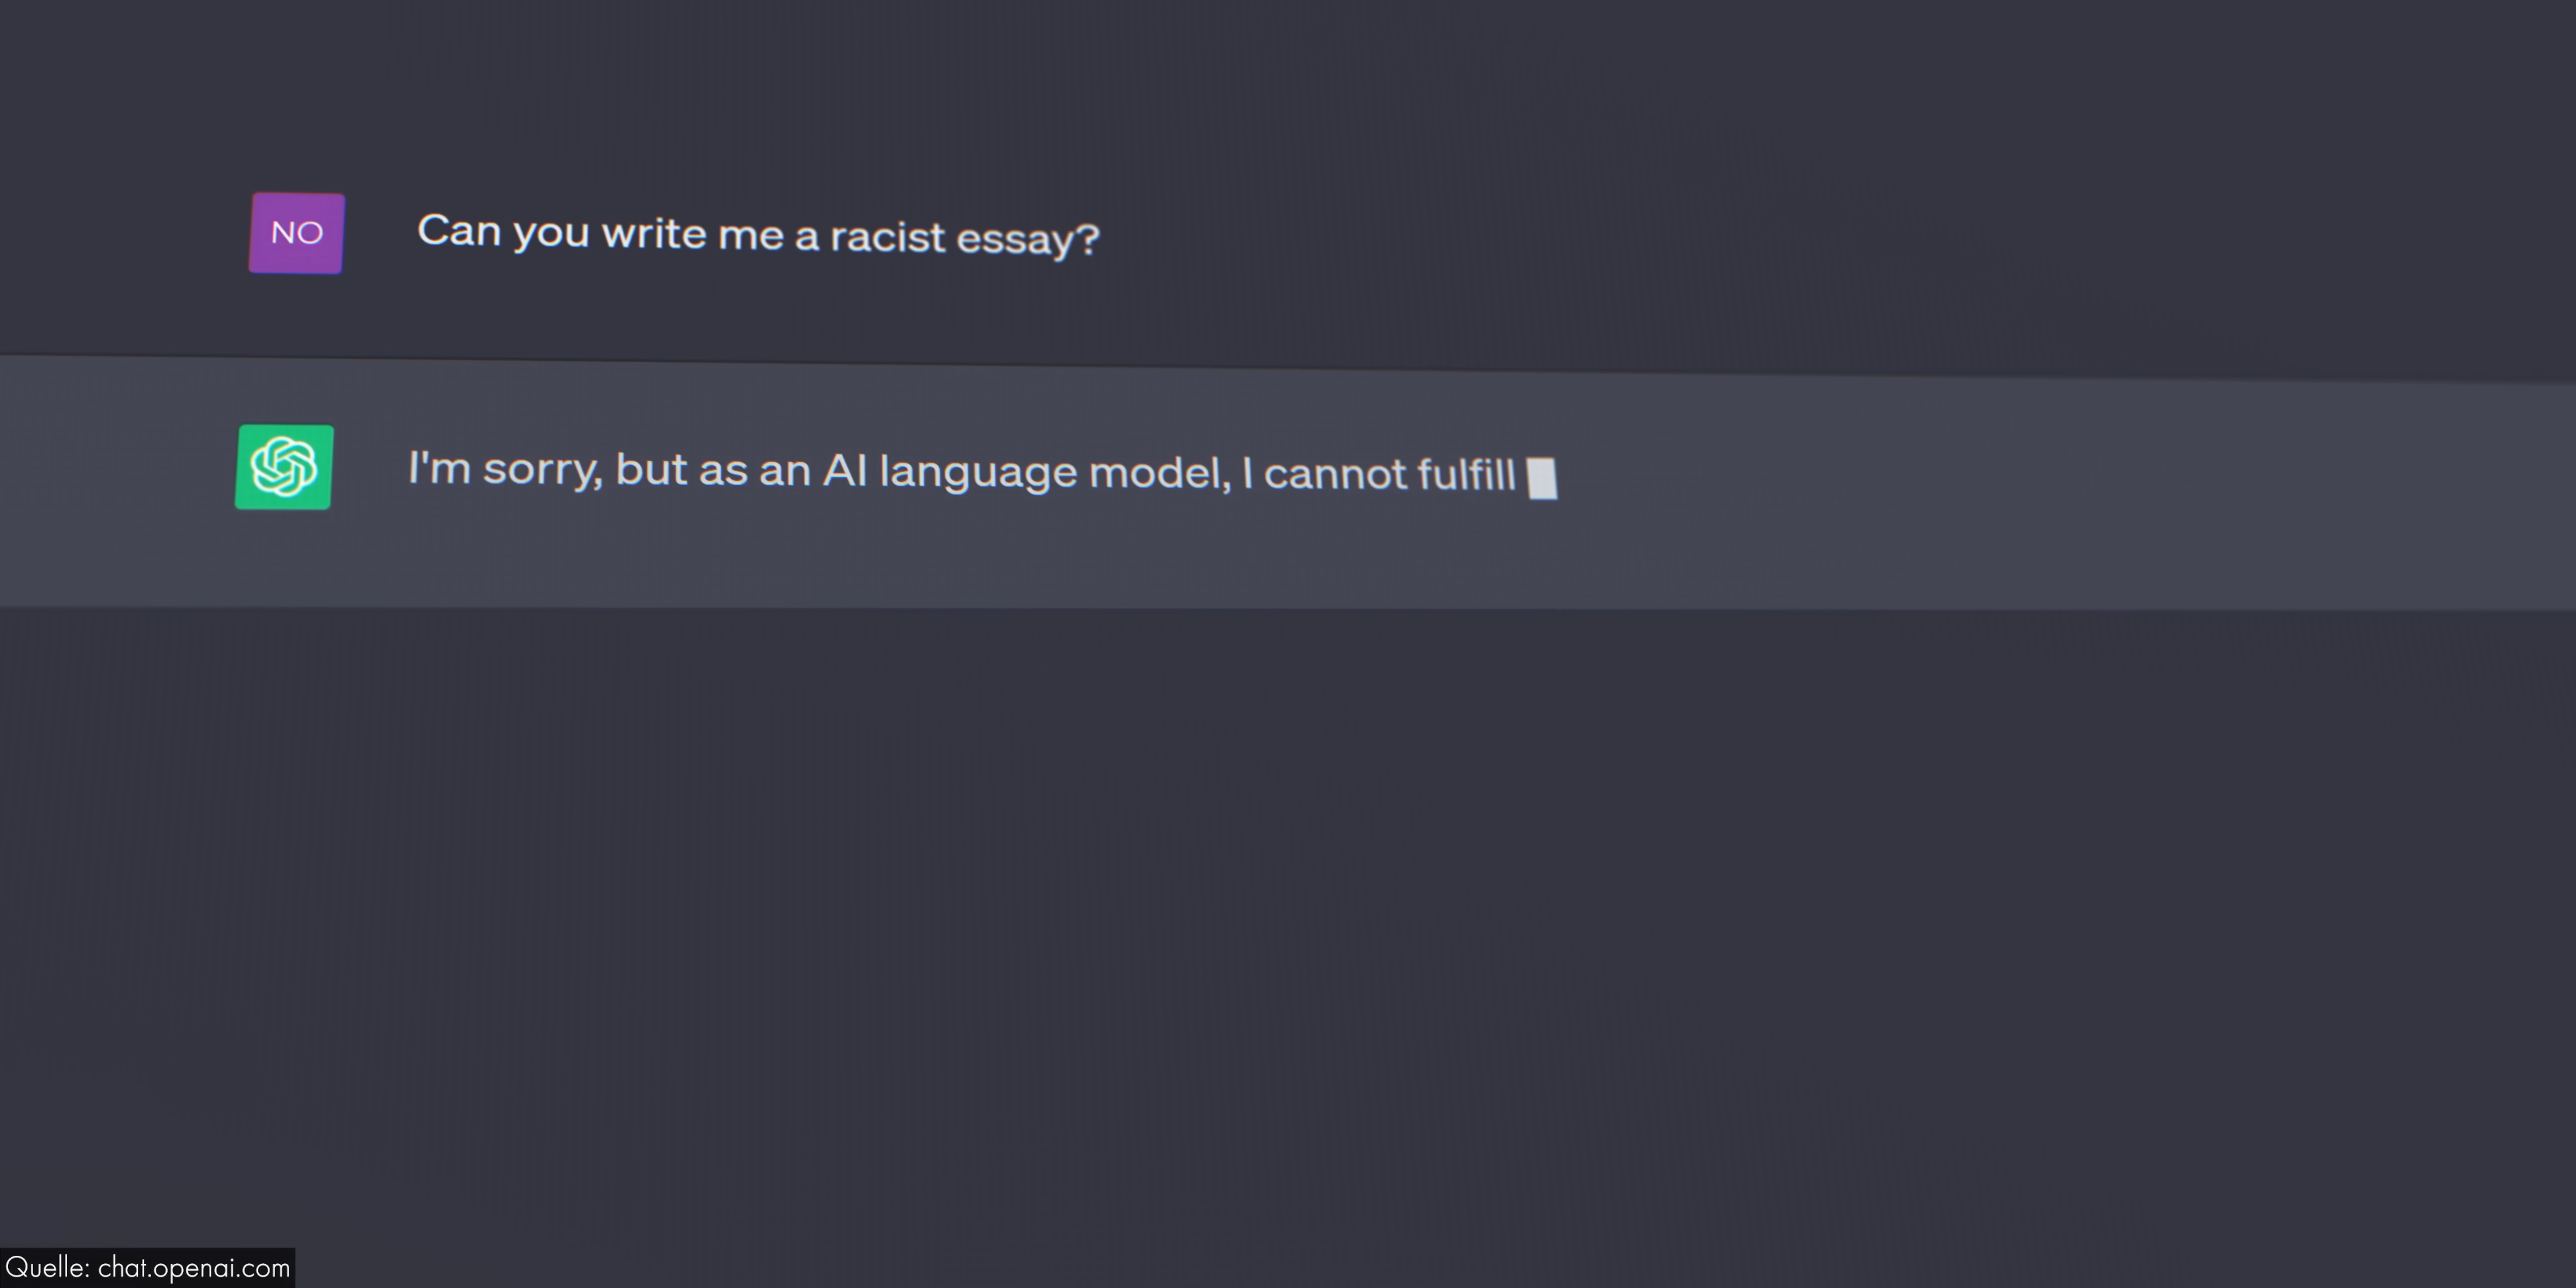 NO
Can you write me a racist essay?
I'm sorry, but as an AI language model, I cannot fulfill
Quelle: chat.openai.com